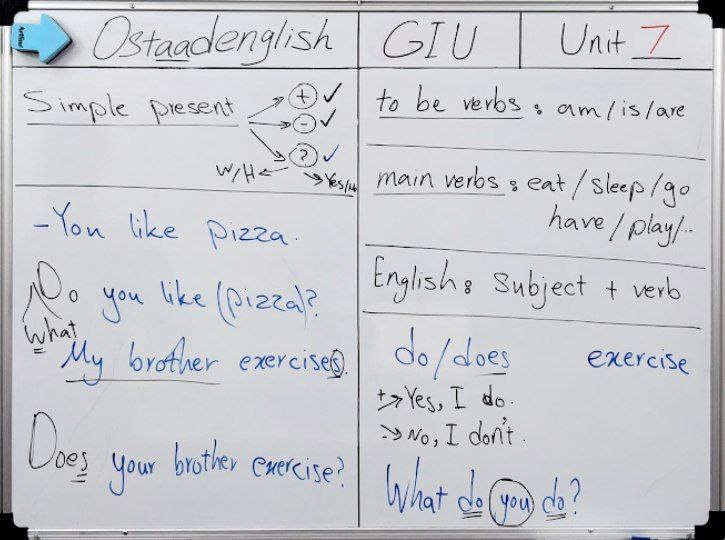 Artline
Ostaadenglish
GIU
Unit 7
Simple present
+
-
?
W/H
Yes/No
- You like pizza.
Do you like (pizza)?
What
My brother exercises.
Does your brother exercise?
to be verbs : am/is/are
main verbs : eat/sleep/go
have/play/..
English : Subject + verb
do/does exercise
+ Yes, I do.
- No, I don't.
What do you do?